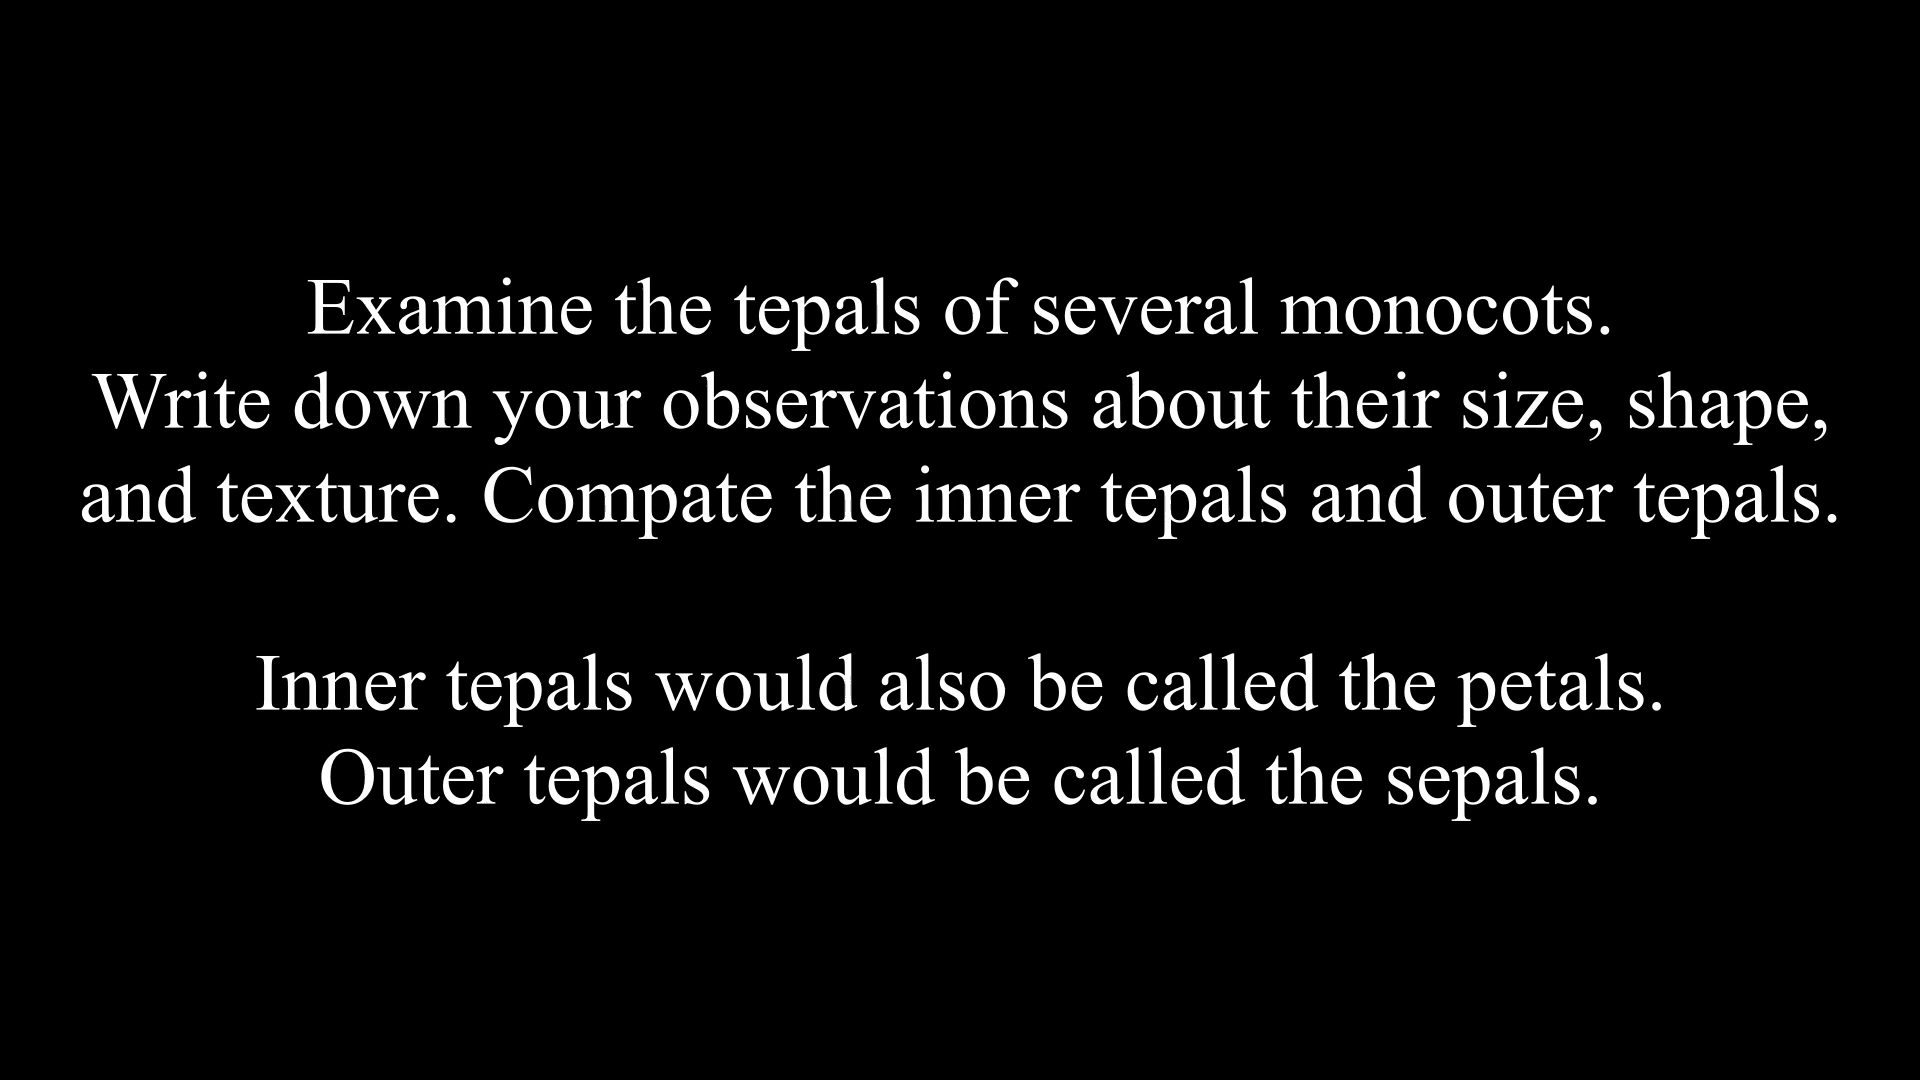 Examine the tepals of several monocots.
Write down your observations about their size, shape,
and texture. Compate the inner tepals and outer tepals.
Inner tepals would also be called the petals.
Outer tepals would be called the sepals.